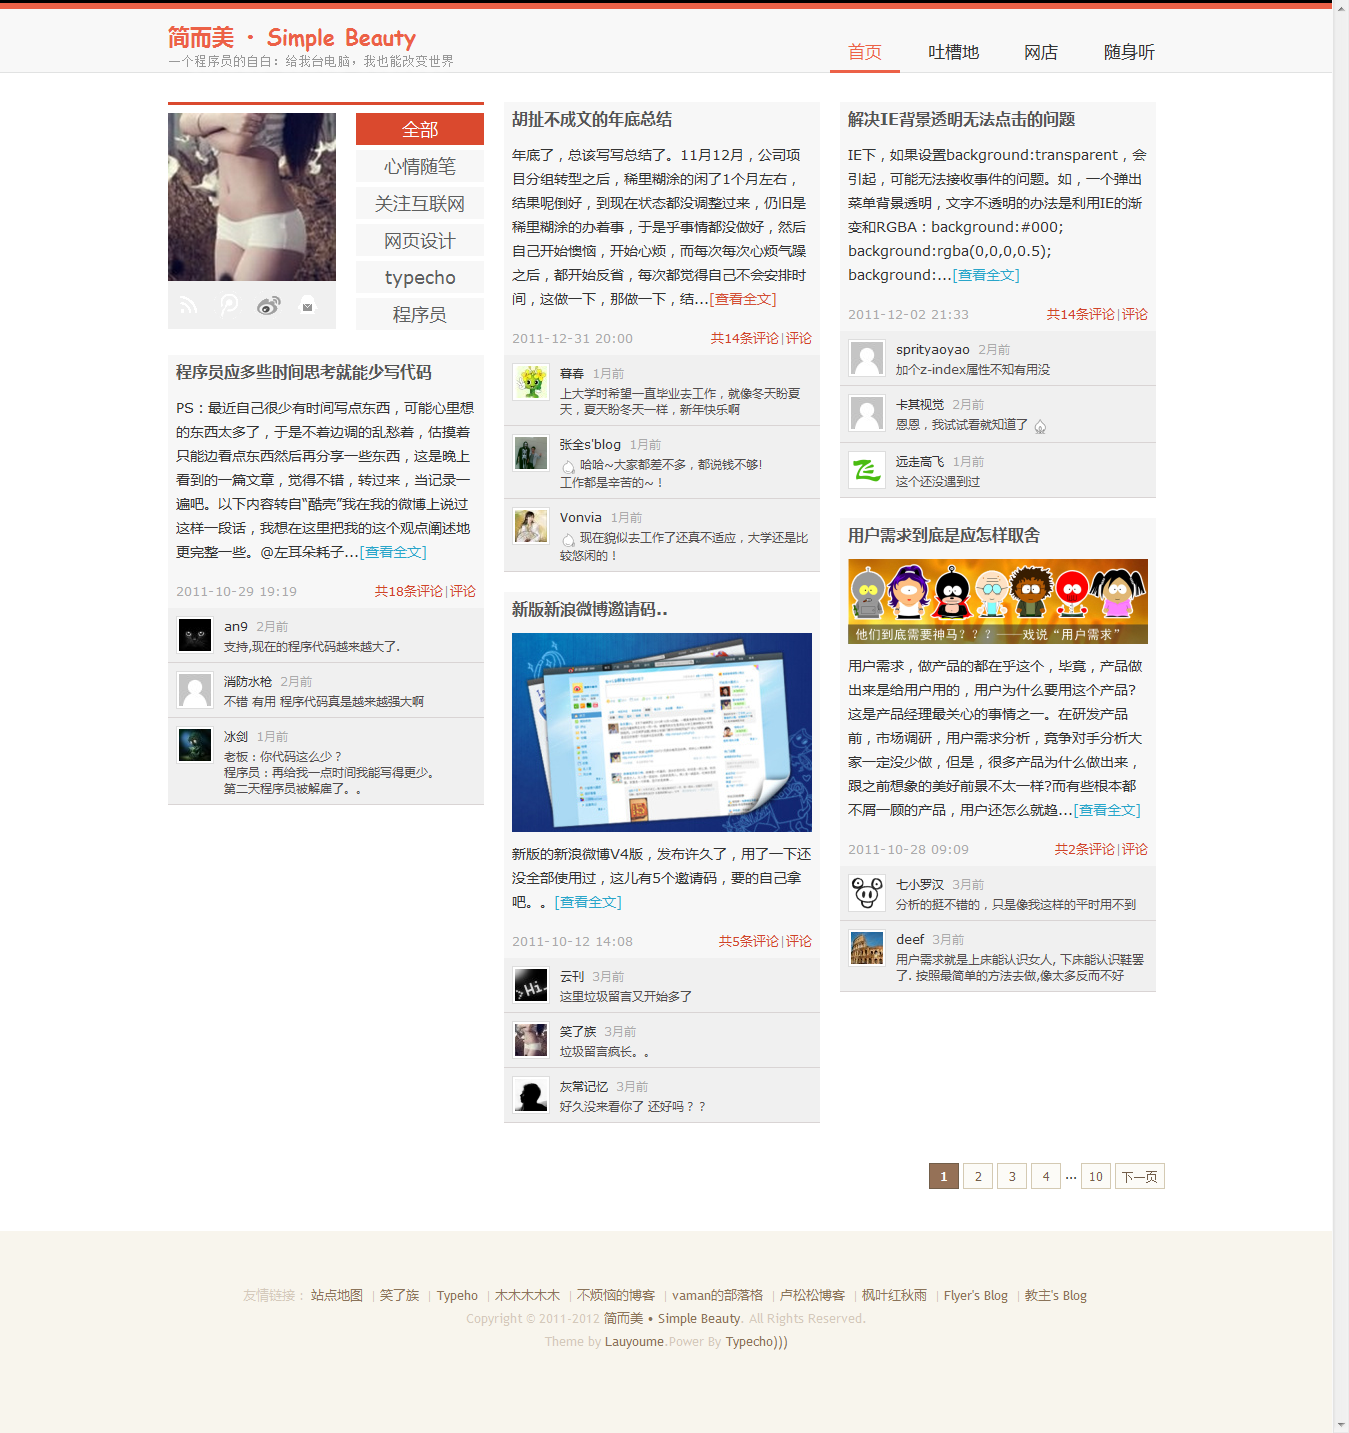 简而美 · Simple Beauty
一个程序员的自白：给我台电脑，我也能改变世界
首页
吐槽地
网店
随身听
全部
心情随笔
关注互联网
网页设计
typecho
程序员
程序员应多些时间思考就能少写代码
PS：最近自己很少有时间写点东西，可能心里想
的东西太多了，于是不着边调的乱愁着，估摸着
只能边看点东西然后再分享一些东西，这是晚上
看到的一篇文章，觉得不错，转过来，当记录一
遍吧。以下内容转自“酷壳”我在我的微博上说过
这样一段话，我想在这里把我的这个观点阐述地
更完整一些。@左耳朵耗子...[查看全文]
2011-10-29 19:19 共18条评论|评论
an9 2月前
支持,现在的程序代码越来越大了.
消防水枪 2月前
不错 有用 程序代码真是越来越强大啊
冰剑 1月前
老板：你代码这么少？
程序员：再给我一点时间我能写得更少。
第二天程序员被解雇了。。
胡扯不成文的年底总结
年底了，总该写写总结了。11月12月，公司项
目分组转型之后，稀里糊涂的闲了1个月左右，
结果呢倒好，到现在状态都没调整过来，仍旧是
稀里糊涂的办着事，于是乎事情都没做好，然后
自己开始懊恼，开始心烦，而每次每次心烦气躁
之后，都开始反省，每次都觉得自己不会安排时
间，这做一下，那做一下，结...[查看全文]
2011-12-31 20:00 共14条评论|评论
1月前
上大学时希望一直毕业去工作，就像冬天盼夏
天，夏天盼冬天一样，新年快乐啊
张全s'blog 1月前
哈哈~大家都差不多，都说钱不够!
工作都是辛苦的~！
Vonvia 1月前
现在貌似去工作了还真不适应，大学还是比
较悠闲的！
新版新浪微博邀请码..
新版的新浪微博V4版，发布许久了，用了一下还
没全部使用过，这儿有5个邀请码，要的自己拿
吧。。[查看全文]
2011-10-12 14:08 共5条评论|评论
Hi.
云刊 3月前
这里垃圾留言又开始多了
笑了族 3月前
垃圾留言疯长。。
灰常记忆 3月前
好久没来看你了 还好吗？？
解决IE背景透明无法点击的问题
IE下，如果设置background:transparent，会
引起，可能无法接收事件的问题。如，一个弹出
菜单背景透明，文字不透明的办法是利用IE的渐
变和RGBA：background:#000;
background:rgba(0,0,0,0.5);
background:...[查看全文]
2011-12-02 21:33 共14条评论|评论
sprityaoyao 2月前
加个z-index属性不知有用没
卡其视觉 2月前
恩恩，我试试看就知道了
远走高飞 1月前
这个还没遇到过
用户需求到底是应怎样取舍
他们到底需要神马？？？——戏说“用户需求”
用户需求，做产品的都在乎这个，毕竟，产品做
出来是给用户用的，用户为什么要用这个产品?
这是产品经理最关心的事情之一。在研发产品
前，市场调研，用户需求分析，竞争对手分析大
家一定没少做，但是，很多产品为什么做出来，
跟之前想象的美好前景不太一样?而有些根本都
不屑一顾的产品，用户还怎么就趋...[查看全文]
2011-10-28 09:09 共2条评论|评论
七小罗汉 3月前
分析的挺不错的，只是像我这样的平时用不到
deef 3月前
用户需求就是上床能认识女人, 下床能认识鞋罢
了. 按照最简单的方法去做,像太多反而不好
1 2 3 4 ... 10 下一页
友情链接： 站点地图 | 笑了族 | Typeho | 木木木木木 | 不烦恼的博客 | vaman的部落格 | 卢松松博客 | 枫叶红秋雨 | Flyer's Blog | 教主's Blog
Copyright © 2011-2012 简而美 • Simple Beauty. All Rights Reserved.
Theme by Lauyoume.Power By Typecho)))